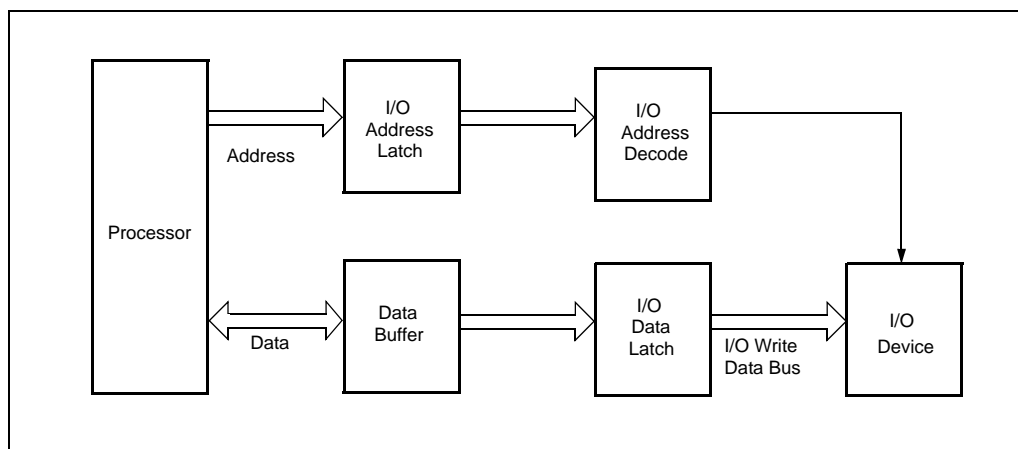 Processor
Address
I/O
Address
Latch
I/O
Address
Decode
Data
Data
Buffer
I/O
Data
Latch
I/O Write
Data Bus
I/O
Device